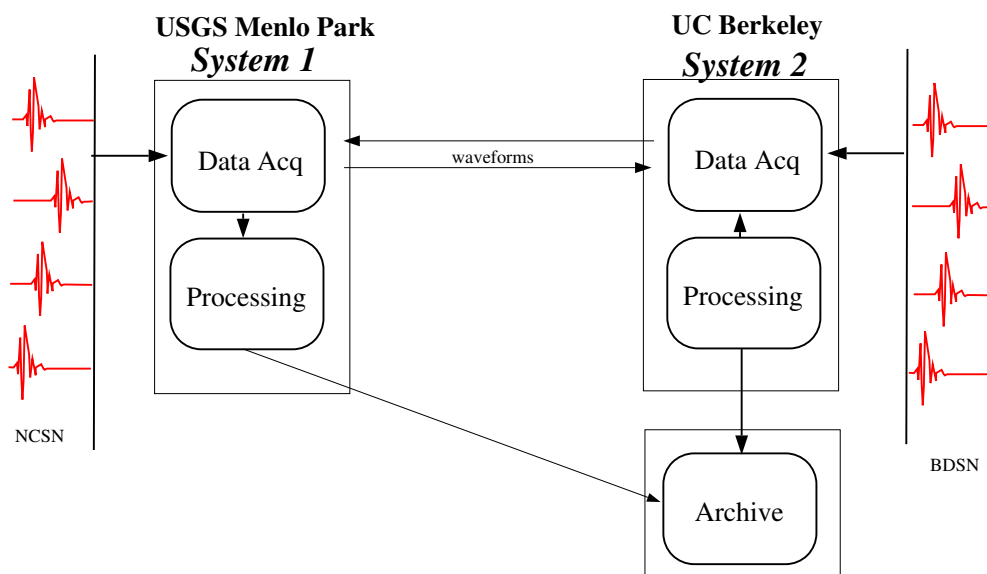 USGS Menlo Park
System 1
UC Berkeley
System 2
Data Acq
waveforms
Data Acq
Processing
Processing
NCSN
BDSN
Archive